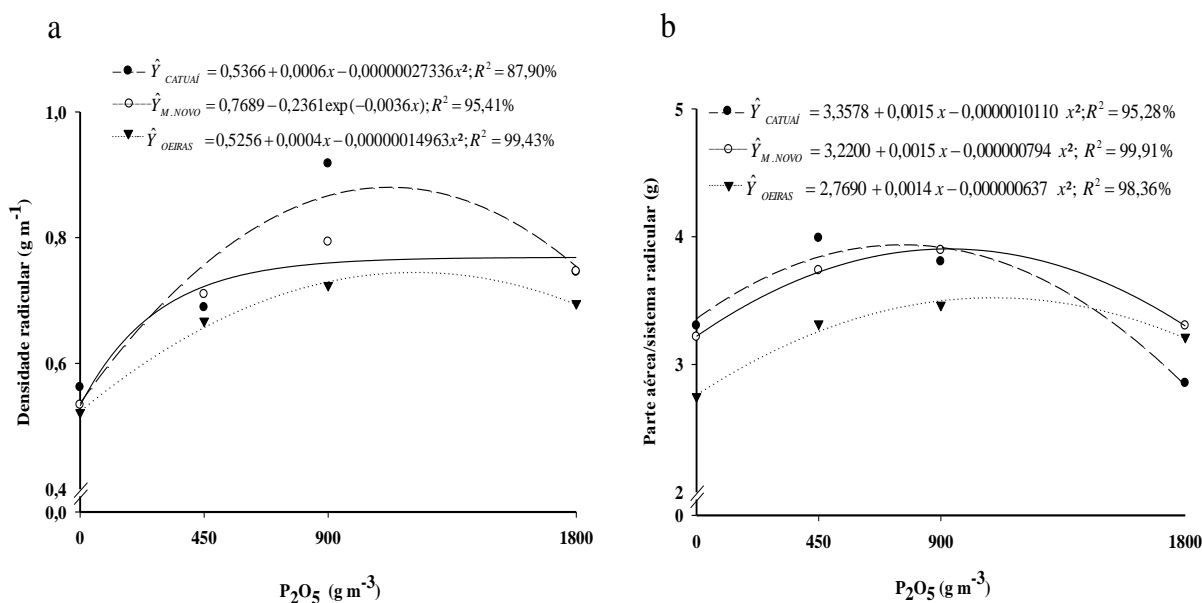 a
Ŷ CATUAÍ = 0,5366 + 0,0006x − 0,00000027336x²; R² = 87,90%
Ŷ M.NOVO = 0,7689 − 0,2361exp(−0,0036x); R² = 95,41%
Ŷ OEIRAS = 0,5256 + 0,0004x − 0,00000014963x²; R² = 99,43%
Densidade radicular (g m⁻¹)
1,0
0,8
0,6
0,4
0,0
0 450 900 1800
P₂O₅ (g m⁻³)
b
Ŷ CATUAÍ = 3,3578 + 0,0015 x − 0,0000010110 x²; R² = 95,28%
Ŷ M.NOVO = 3,2200 + 0,0015 x − 0,000000794 x²; R² = 99,91%
Ŷ OEIRAS = 2,7690 + 0,0014 x − 0,000000637 x²; R² = 98,36%
Parte aérea/sistema radicular (g)
5
4
3
2
0
0 450 900 1800
P₂O₅ (g m⁻³)